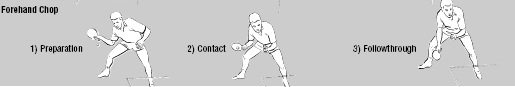 Forehand Chop
1) Preparation
2) Contact
3) Followthrough